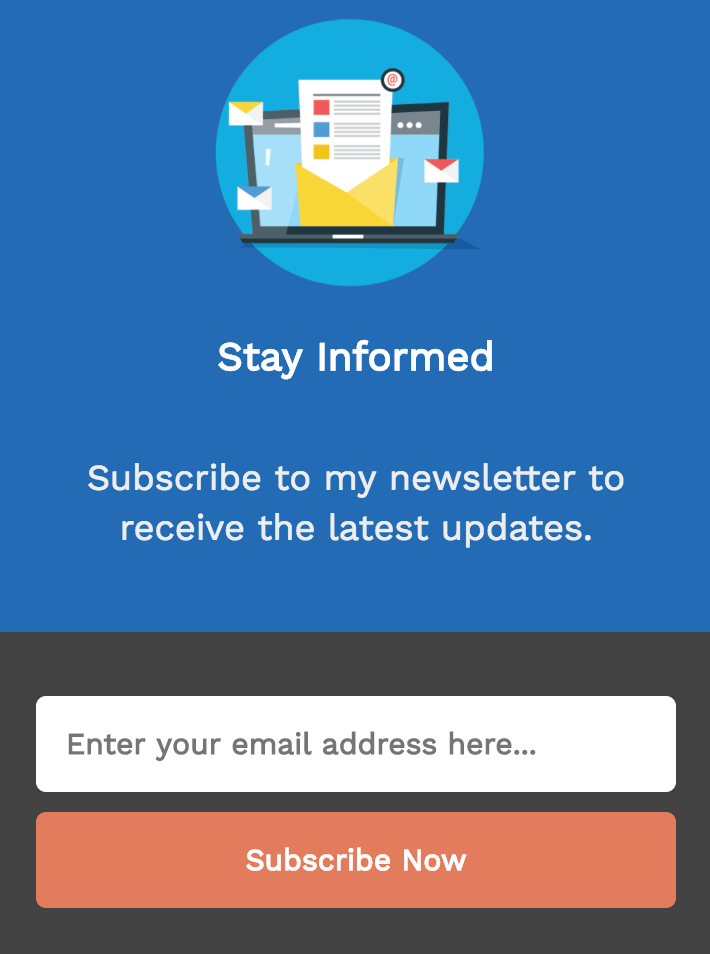 @
Stay Informed
Subscribe to my newsletter to
receive the latest updates.
Enter your email address here...
Subscribe Now